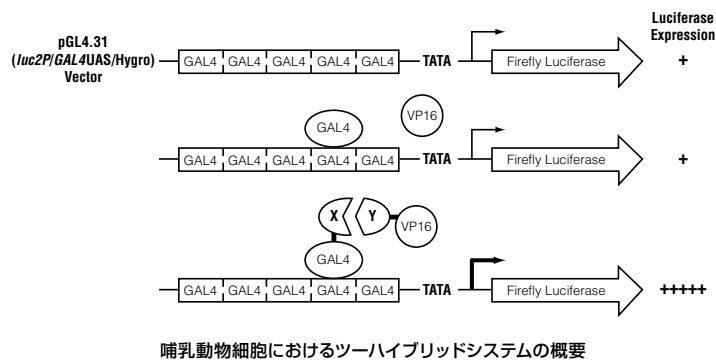 pGL4.31
(luc2P/GAL4UAS/Hygro)
Vector
GAL4 GAL4 GAL4 GAL4 GAL4 TATA Firefly Luciferase
Luciferase
Expression
+
VP16
GAL4
GAL4 GAL4 GAL4 GAL4 GAL4 TATA Firefly Luciferase +
X Y
VP16
GAL4
GAL4 GAL4 GAL4 GAL4 GAL4 TATA Firefly Luciferase +++++
哺乳動物細胞におけるツーハイブリッドシステムの概要